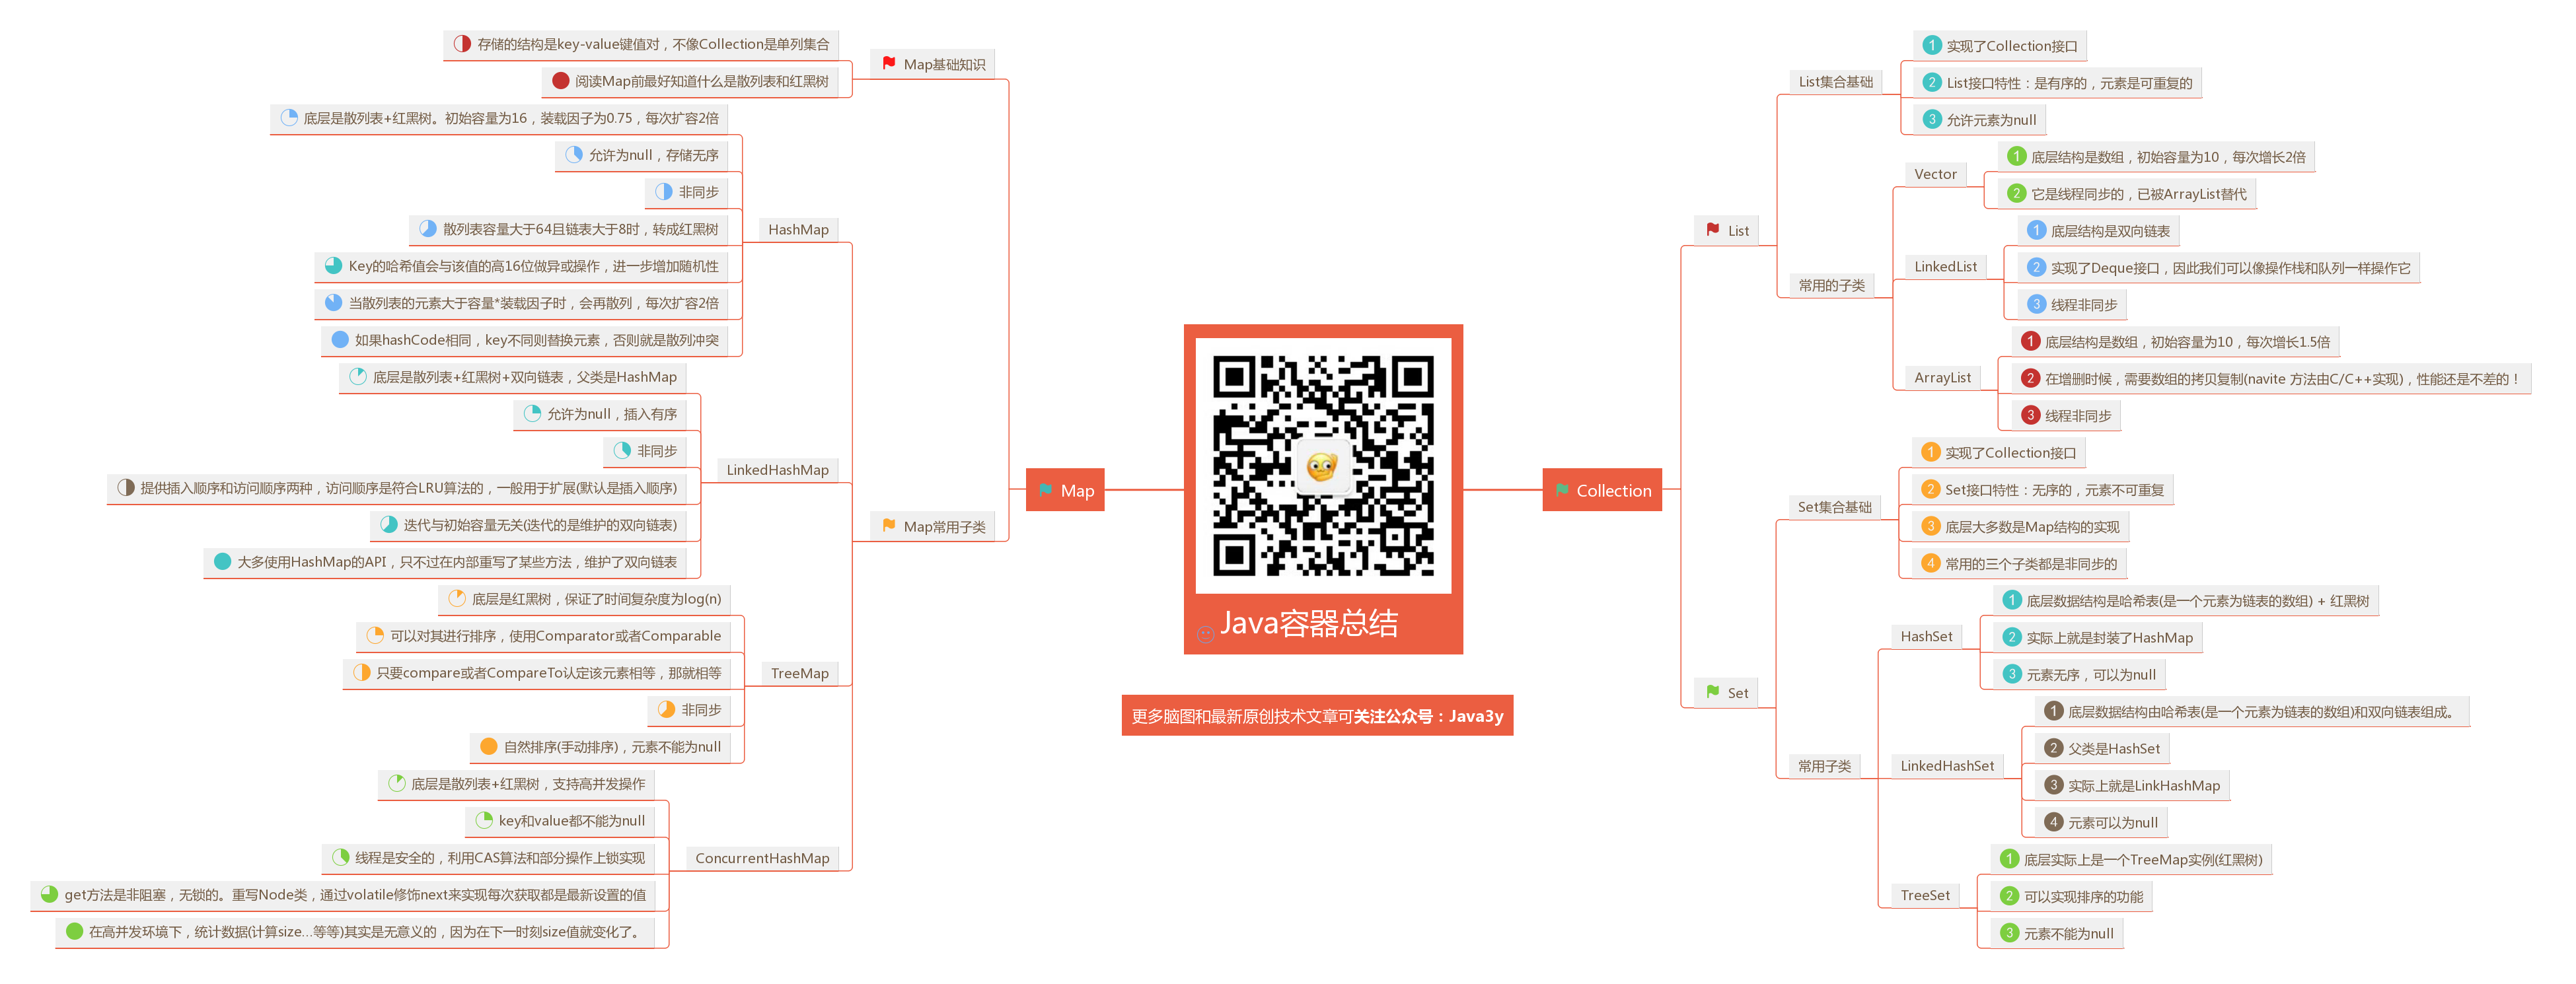 Java容器总结
更多脑图和最新原创技术文章可关注公众号：Java3y
Map
Map基础知识
存储的结构是key-value键值对，不像Collection是单列集合
阅读Map前最好知道什么是散列表和红黑树
Map常用子类
HashMap
底层是散列表+红黑树。初始容量为16，装载因子为0.75，每次扩容2倍
允许为null，存储无序
非同步
散列表容量大于64且链表大于8时，转成红黑树
Key的哈希值会与该值的高16位做异或操作，进一步增加随机性
当散列表的元素大于容量*装载因子时，会再散列，每次扩容2倍
如果hashCode相同，key不同则替换元素，否则就是散列冲突
LinkedHashMap
底层是散列表+红黑树+双向链表，父类是HashMap
允许为null，插入有序
非同步
提供插入顺序和访问顺序两种，访问顺序是符合LRU算法的，一般用于扩展(默认是插入顺序)
迭代与初始容量无关(迭代的是维护的双向链表)
大多使用HashMap的API，只不过在内部重写了某些方法，维护了双向链表
TreeMap
底层是红黑树，保证了时间复杂度为log(n)
可以对其进行排序，使用Comparator或者Comparable
只要compare或者CompareTo认定该元素相等，那就相等
非同步
自然排序(手动排序)，元素不能为null
ConcurrentHashMap
底层是散列表+红黑树，支持高并发操作
key和value都不能为null
线程是安全的，利用CAS算法和部分操作上锁实现
get方法是非阻塞，无锁的。重写Node类，通过volatile修饰next来实现每次获取都是最新设置的值
在高并发环境下，统计数据(计算size...等等)其实是无意义的，因为在下一时刻size值就变化了。
Collection
List
List集合基础
1 实现了Collection接口
2 List接口特性：是有序的，元素是可重复的
3 允许元素为null
常用的子类
Vector
1 底层结构是数组，初始容量为10，每次增长2倍
2 它是线程同步的，已被ArrayList替代
LinkedList
1 底层结构是双向链表
2 实现了Deque接口，因此我们可以像操作栈和队列一样操作它
3 线程非同步
ArrayList
1 底层结构是数组，初始容量为10，每次增长1.5倍
2 在增删时候，需要数组的拷贝复制(navite 方法由C/C++实现)，性能还是不差的！
3 线程非同步
Set
Set集合基础
1 实现了Collection接口
2 Set接口特性：无序的，元素不可重复
3 底层大多数是Map结构的实现
4 常用的三个子类都是非同步的
常用子类
HashSet
1 底层数据结构是哈希表(是一个元素为链表的数组) + 红黑树
2 实际上就是封装了HashMap
3 元素无序，可以为null
LinkedHashSet
1 底层数据结构由哈希表(是一个元素为链表的数组)和双向链表组成。
2 父类是HashSet
3 实际上就是LinkHashMap
4 元素可以为null
TreeSet
1 底层实际上是一个TreeMap实例(红黑树)
2 可以实现排序的功能
3 元素不能为null